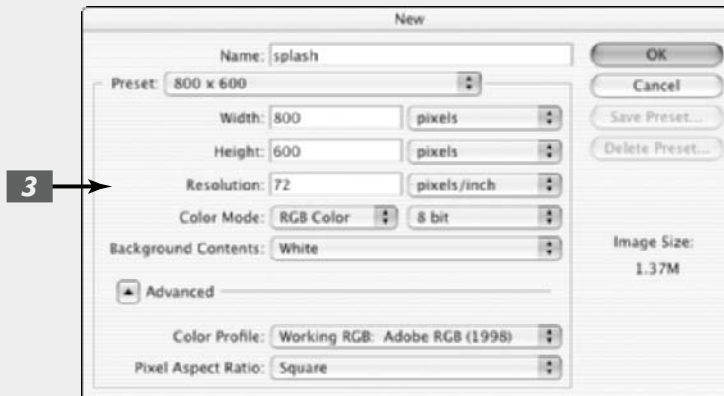 New
Name: splash
OK
Preset: 800 x 600
Cancel
Width: 800 pixels
Save Preset...
Height: 600 pixels
Delete Preset...
3
Resolution: 72 pixels/inch
Color Mode: RGB Color 8 bit
Background Contents: White
Image Size:
1.37M
Advanced
Color Profile: Working RGB: Adobe RGB (1998)
Pixel Aspect Ratio: Square